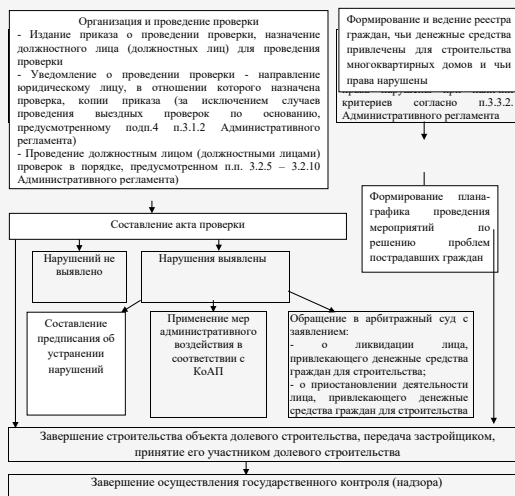 Организация и проведение проверки
- Издание приказа о проведении проверки, назначение
должностного лица (должностных лиц) для проведения
проверки
- Уведомление о проведении проверки - направление
юридическому лицу, в отношении которого назначена
проверка, копии приказа (за исключением случаев
проведения выездных проверок по основанию,
предусмотренному подп.4 п.3.1.2 Административного
регламента)
- Проведение должностным лицом (должностными лицами)
проверок в порядке, предусмотренном п.п. 3.2.5 – 3.2.10
Административного регламента)
Формирование и ведение реестра
граждан, чьи денежные средства
привлечены для строительства
многоквартирных домов и чьи
права нарушены
критериев согласно п.3.3.2.
Административного регламента
Формирование плана-
графика проведения
мероприятий по
решению проблем
пострадавших граждан
Составление акта проверки
Нарушений не
выявлено
Нарушения выявлены
Составление
предписания об
устранении
нарушений
Применение мер
административного
воздействия в
соответствии с
КоАП
Обращение в арбитражный суд с
заявлением:
- о ликвидации лица,
привлекающего денежные средства
граждан для строительства;
- о приостановлении деятельности
лица, привлекающего денежные
средства граждан для строительства
Завершение строительства объекта долевого строительства, передача застройщиком,
принятие его участником долевого строительства
Завершение осуществления государственного контроля (надзора)